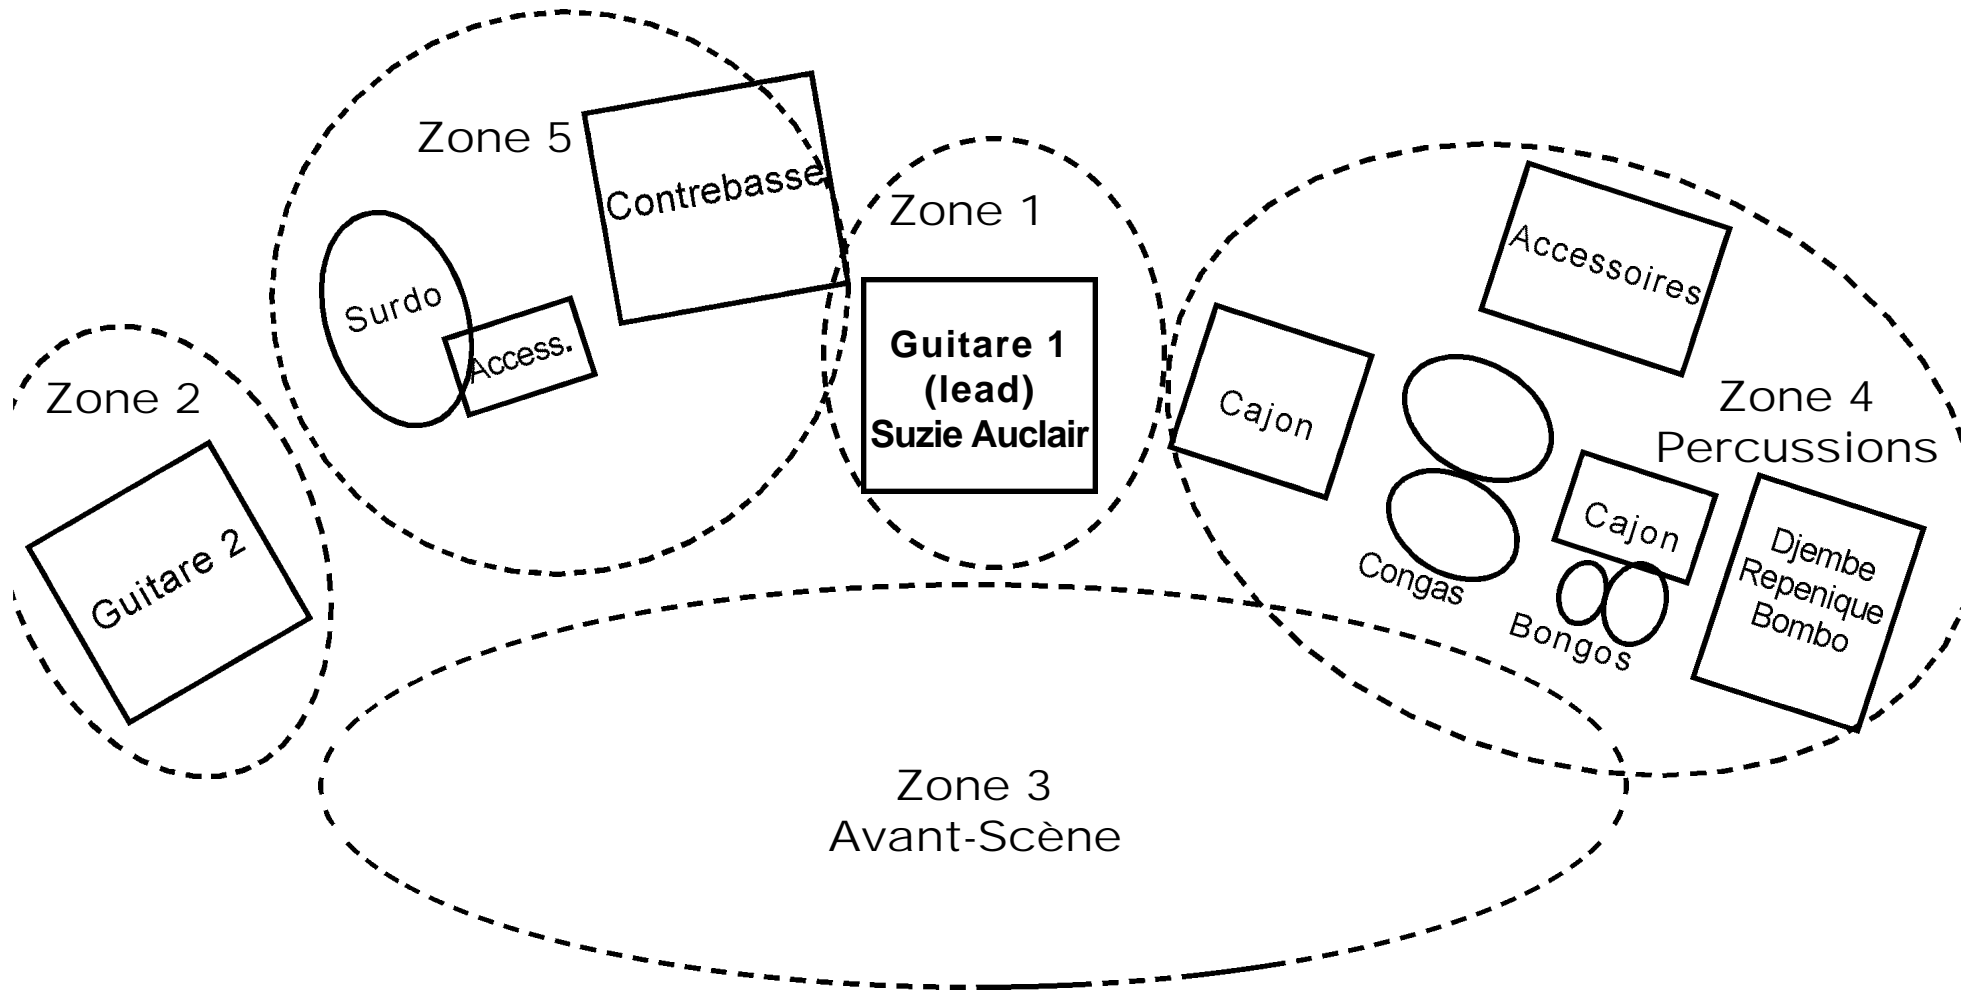 Zone 5
Contrebasse
Surdo
Access.
Zone 2
Guitare 2
Zone 1
Guitare 1
(lead)
Suzie Auclair
Accessoires
Cajon
Zone 4
Percussions
Cajon
Congas
Bongos
Djembe
Repenique
Bombo
Zone 3
Avant-Scène